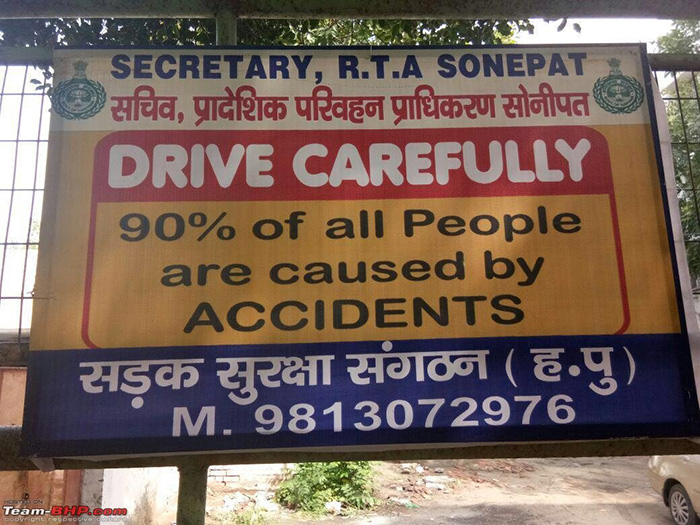 SECRETARY, R.T.A SONEPAT
सचिव, प्रादेशिक परिवहन प्राधिकरण सोनीपत
DRIVE CAREFULLY
90% of all People
are caused by
ACCIDENTS
सड़क सुरक्षा संगठन ( ह.पु )
M. 9813072976
Team-BHP.com